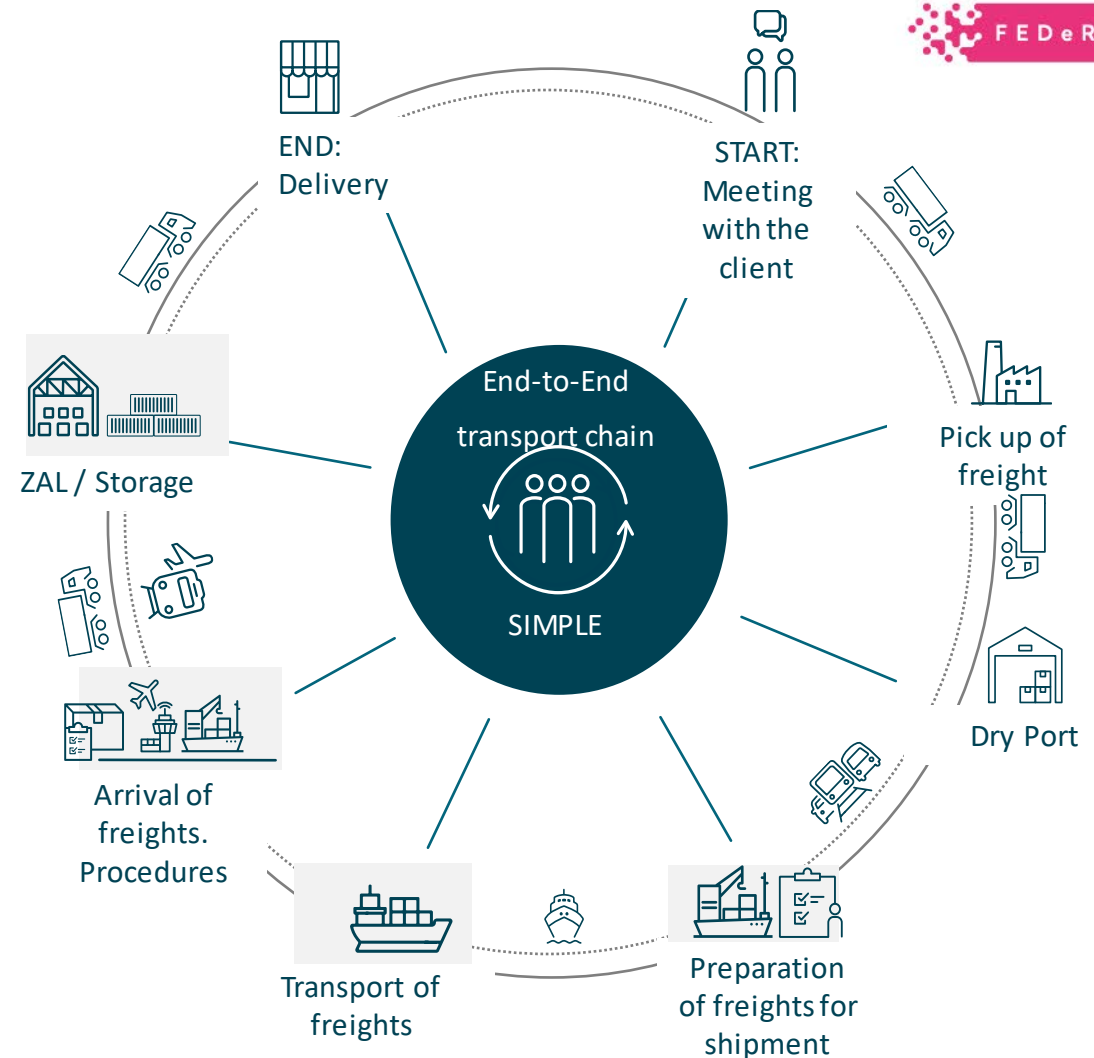 FEDeR
END:
Delivery
START:
Meeting
with the
client
End-to-End
transport chain
SIMPLE
Pick up of
freight
ZAL / Storage
Dry Port
Arrival of
freights.
Procedures
Transport of
freights
Preparation
of freights for
shipment